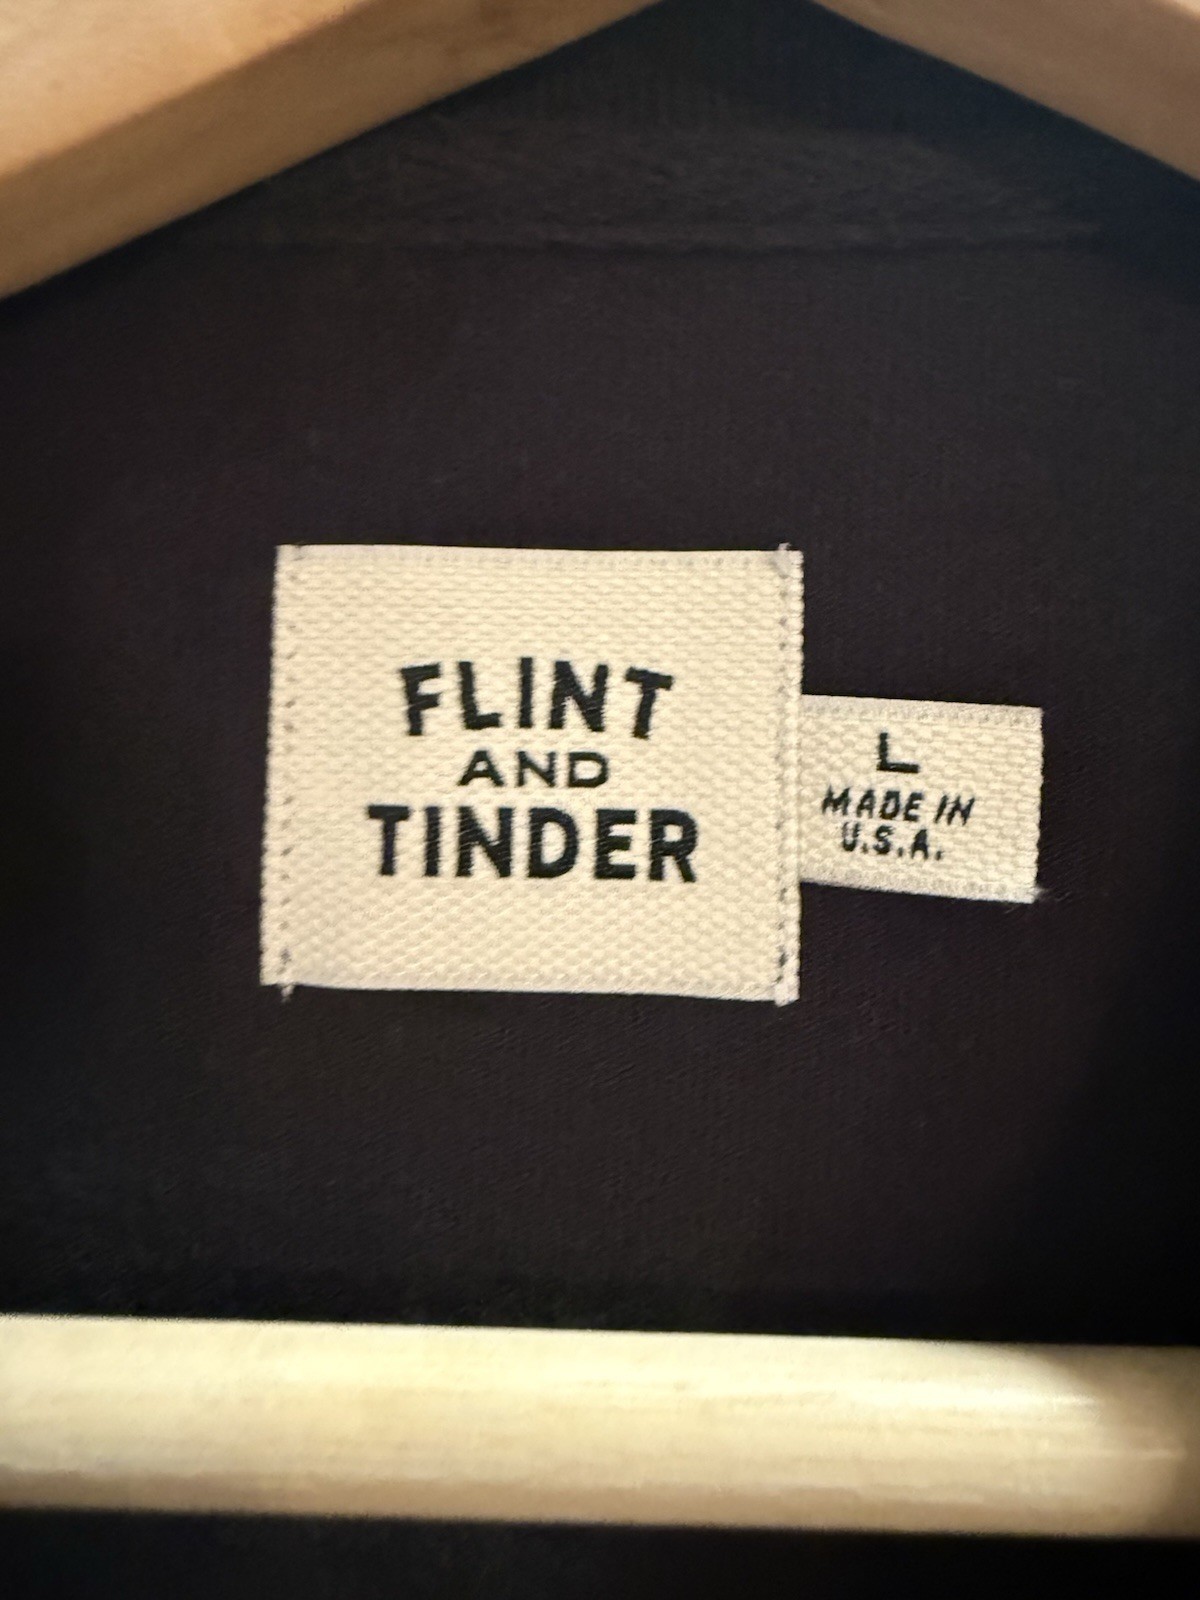 FLINT
AND
TINDER
L
MADE IN
U.S.A.